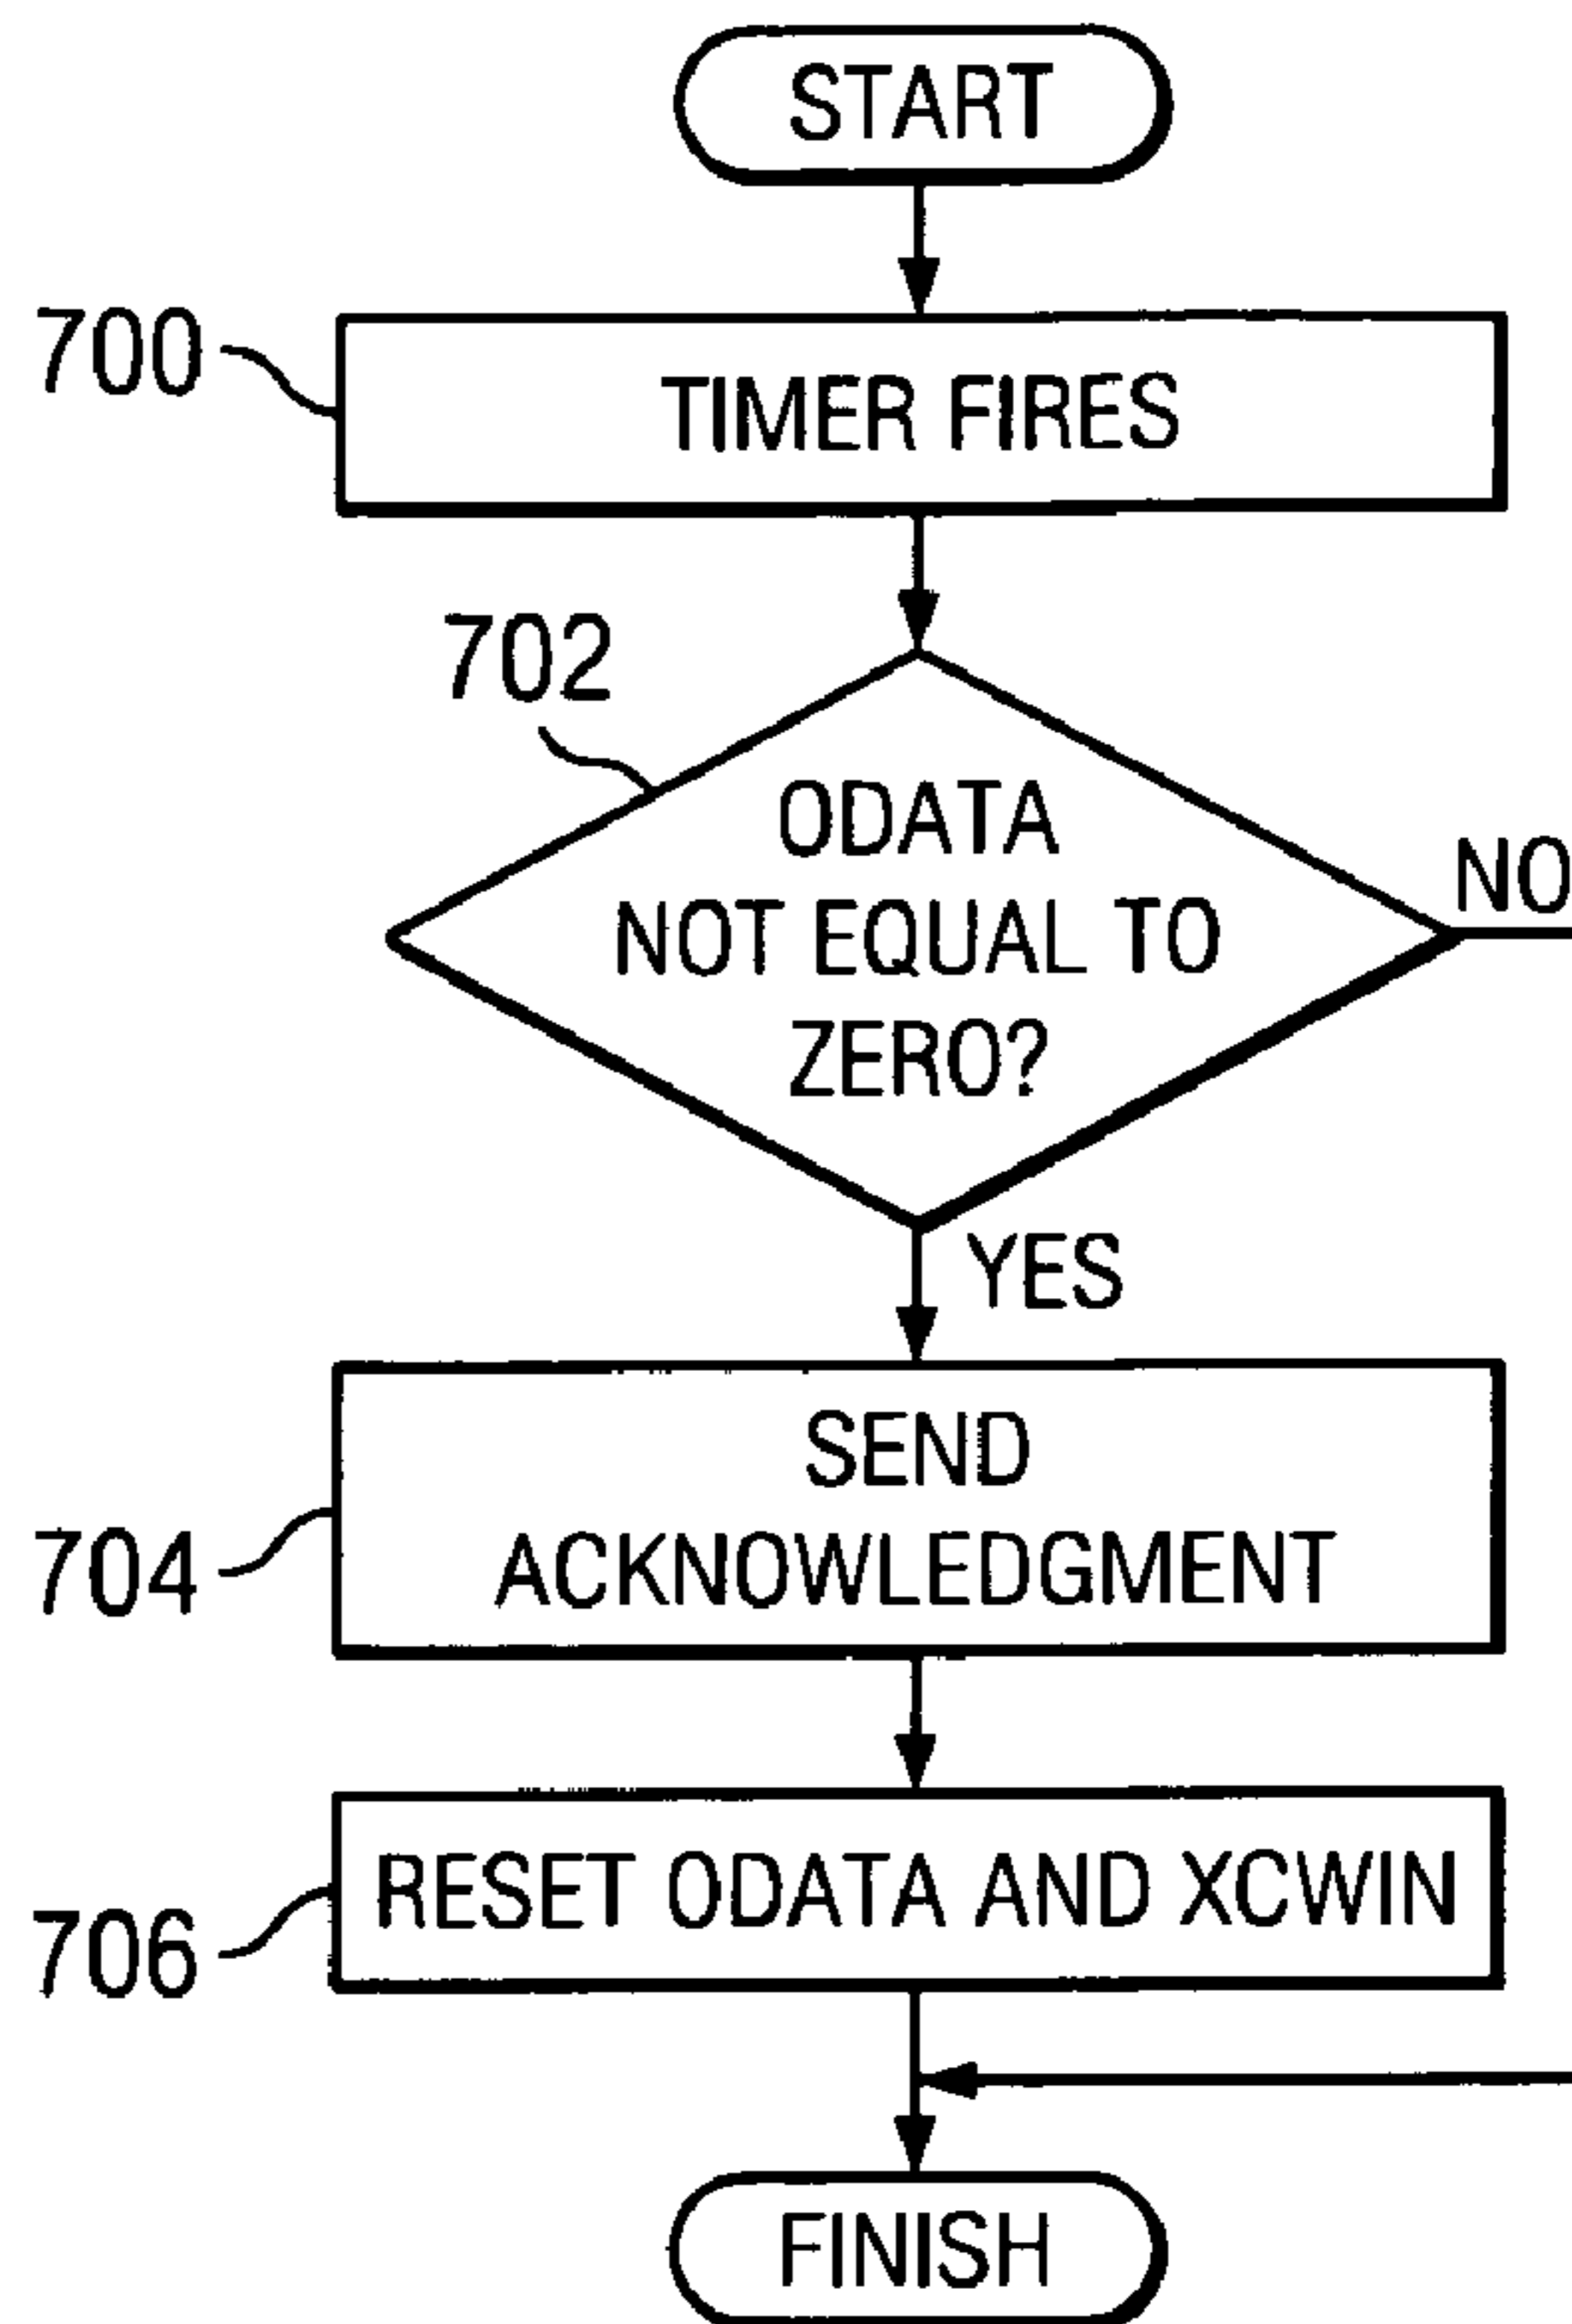 START
700
TIMER FIRES
702
ODATA
NOT EQUAL TO
ZERO?
NO
YES
SEND
ACKNOWLEDGMENT
704
RESET ODATA AND XCWIN
706
FINISH